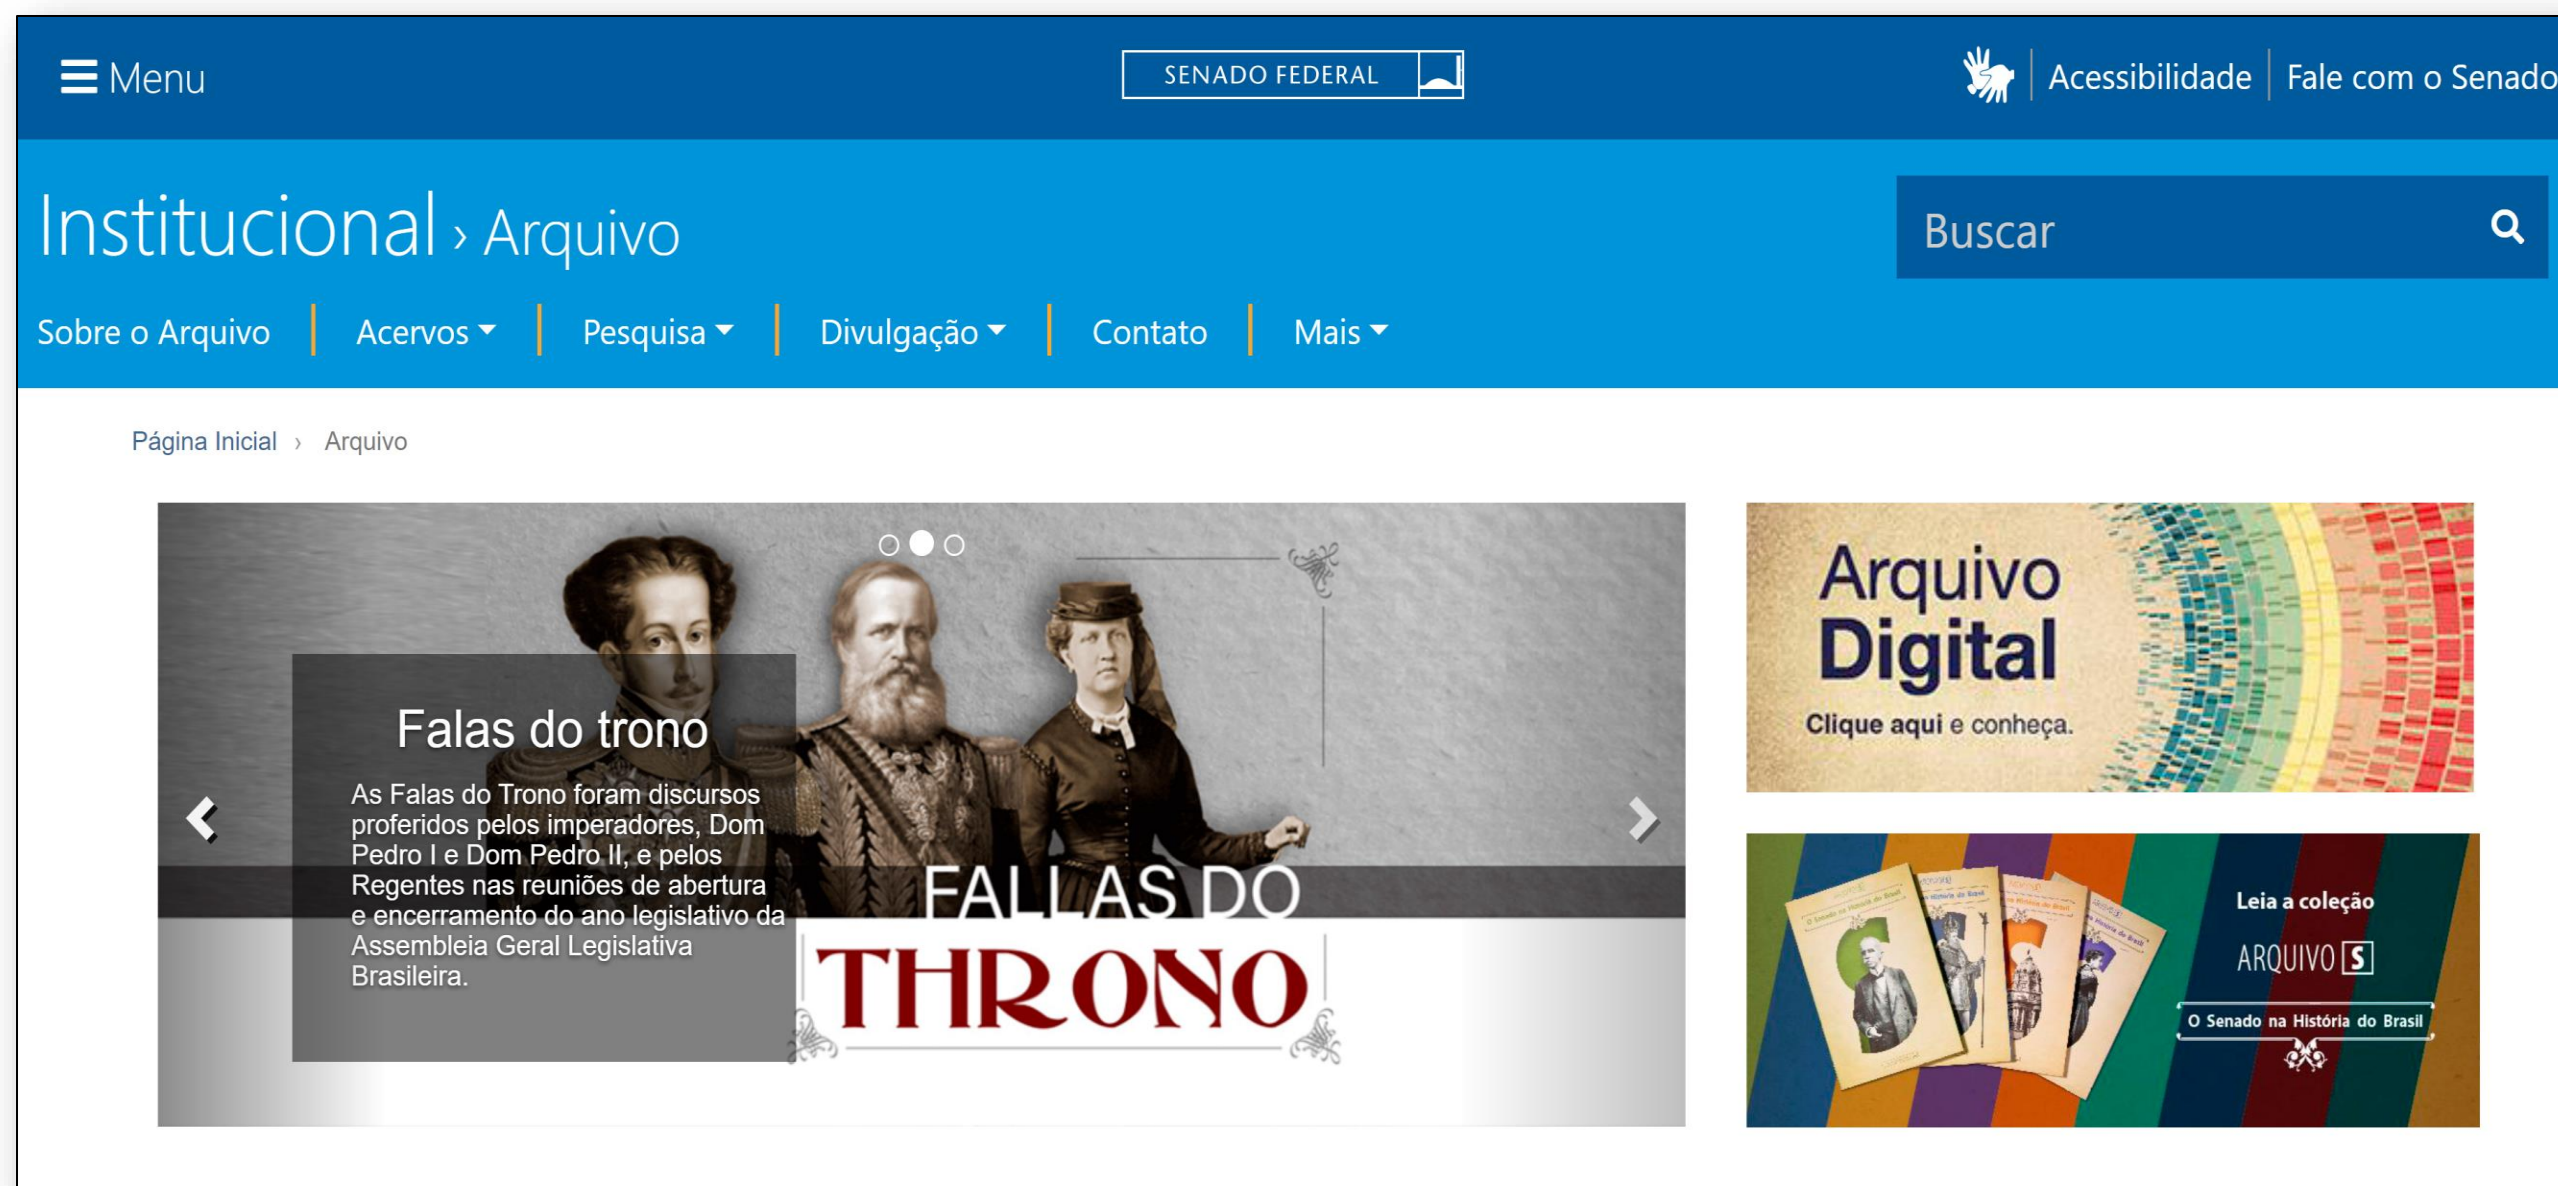 Menu
SENADO FEDERAL
Acessibilidade
Fale com o Senado
Institucional › Arquivo
Buscar
Sobre o Arquivo
Acervos
Pesquisa
Divulgação
Contato
Mais
Página Inicial › Arquivo
Falas do trono
As Falas do Trono foram discursos
proferidos pelos imperadores, Dom
Pedro I e Dom Pedro II, e pelos
Regentes nas reuniões de abertura
e encerramento do ano legislativo da
Assembleia Geral Legislativa
Brasileira.
FALLAS DO
THRONO
Arquivo
Digital
Clique aqui e conheça.
Leia a coleção
ARQUIVO S
O Senado na História do Brasil